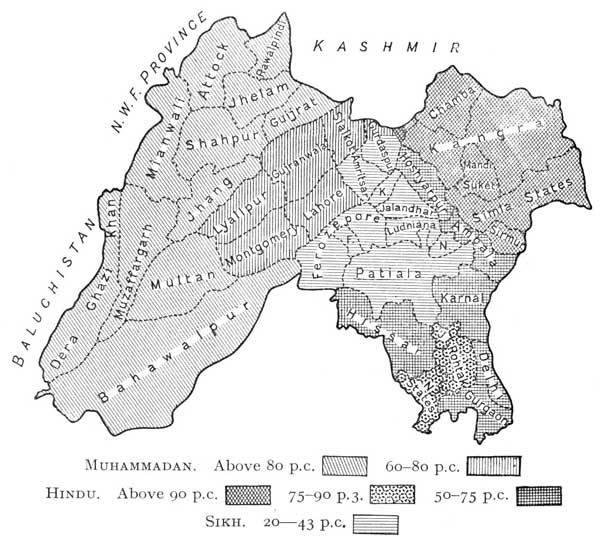 KASHMIR
N.W.F. PROVINCE
BALUCHISTAN
Rawalpindi
Attock
Jhelam
Mianwali
Shahpur
Gujrat
Chamba
Kangra
Sialkot
Gurdaspur
Gujranwala
Amritsar
Hoshyarpur
Mandi
Suket
Simla States
Jhang
Lyallpur
Lahore
K.
Jalandhar
Ludhiana
Ambala
Sirmur
Montgomery
Ferozepore
F.
N.
Dera Ghazi Khan
Muzaffargarh
Multan
Patiala
Karnal
Bahawalpur
Hissar
Rohtak
Delhi
Gurgaon
States
MUHAMMADAN. Above 80 p.c. 60–80 p.c.
HINDU. Above 90 p.c. 75–90 p.3. 50–75 p.c.
SIKH. 20—43 p.c.